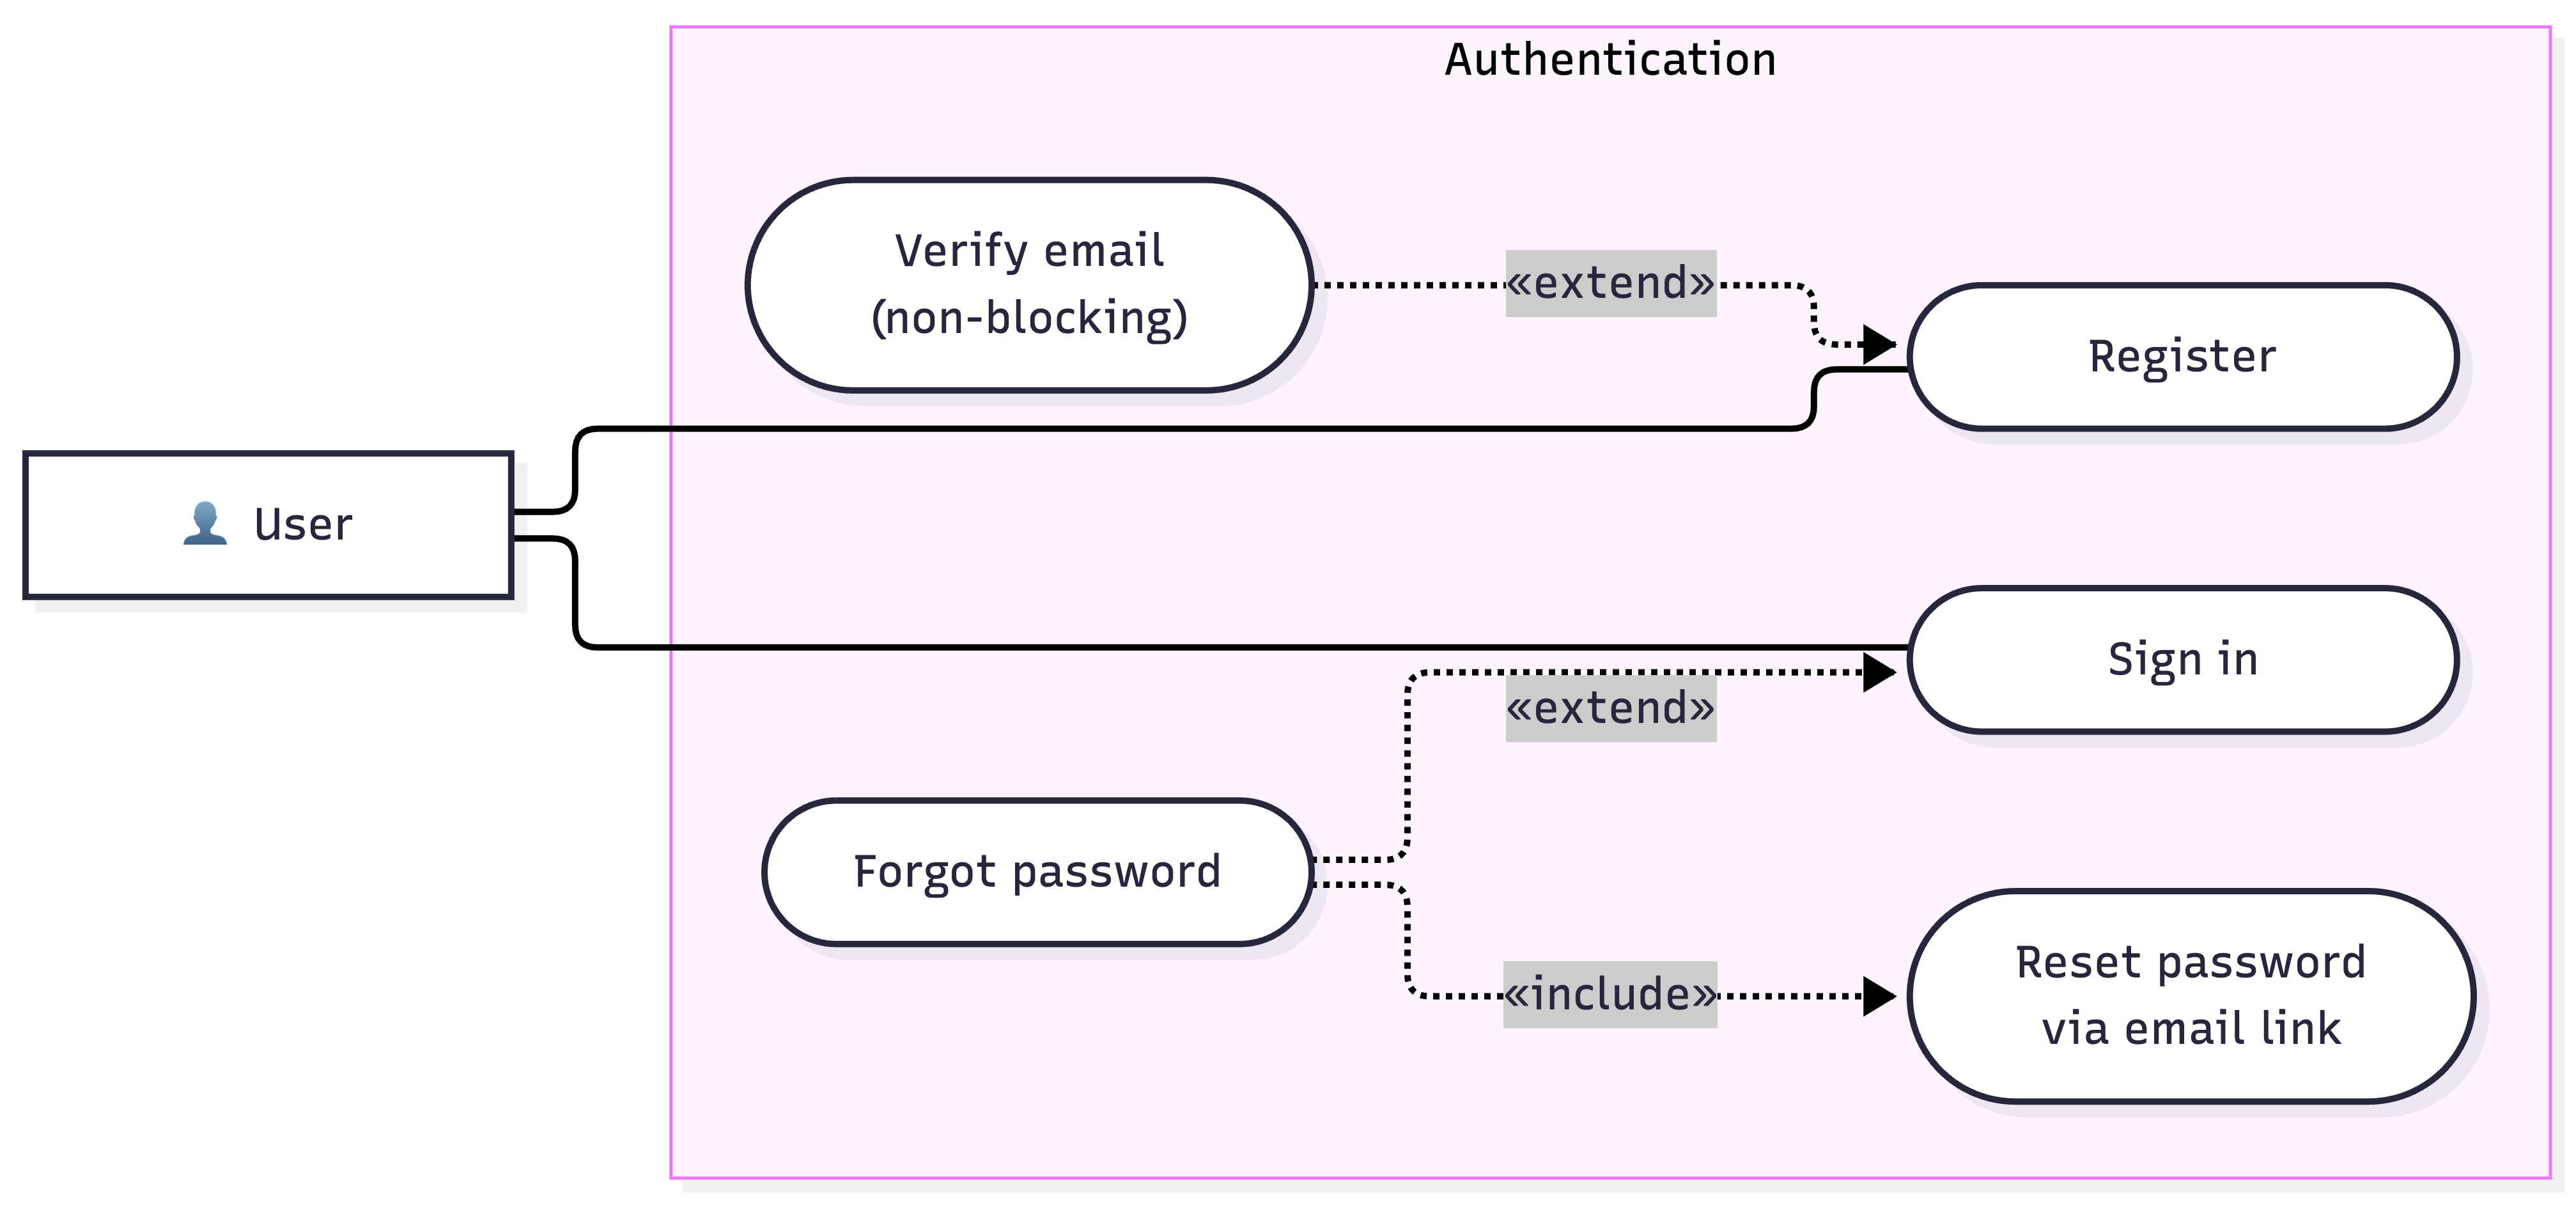 Authentication
Verify email
(non-blocking)
«extend»
Register
User
Sign in
«extend»
Forgot password
«include»
Reset password
via email link